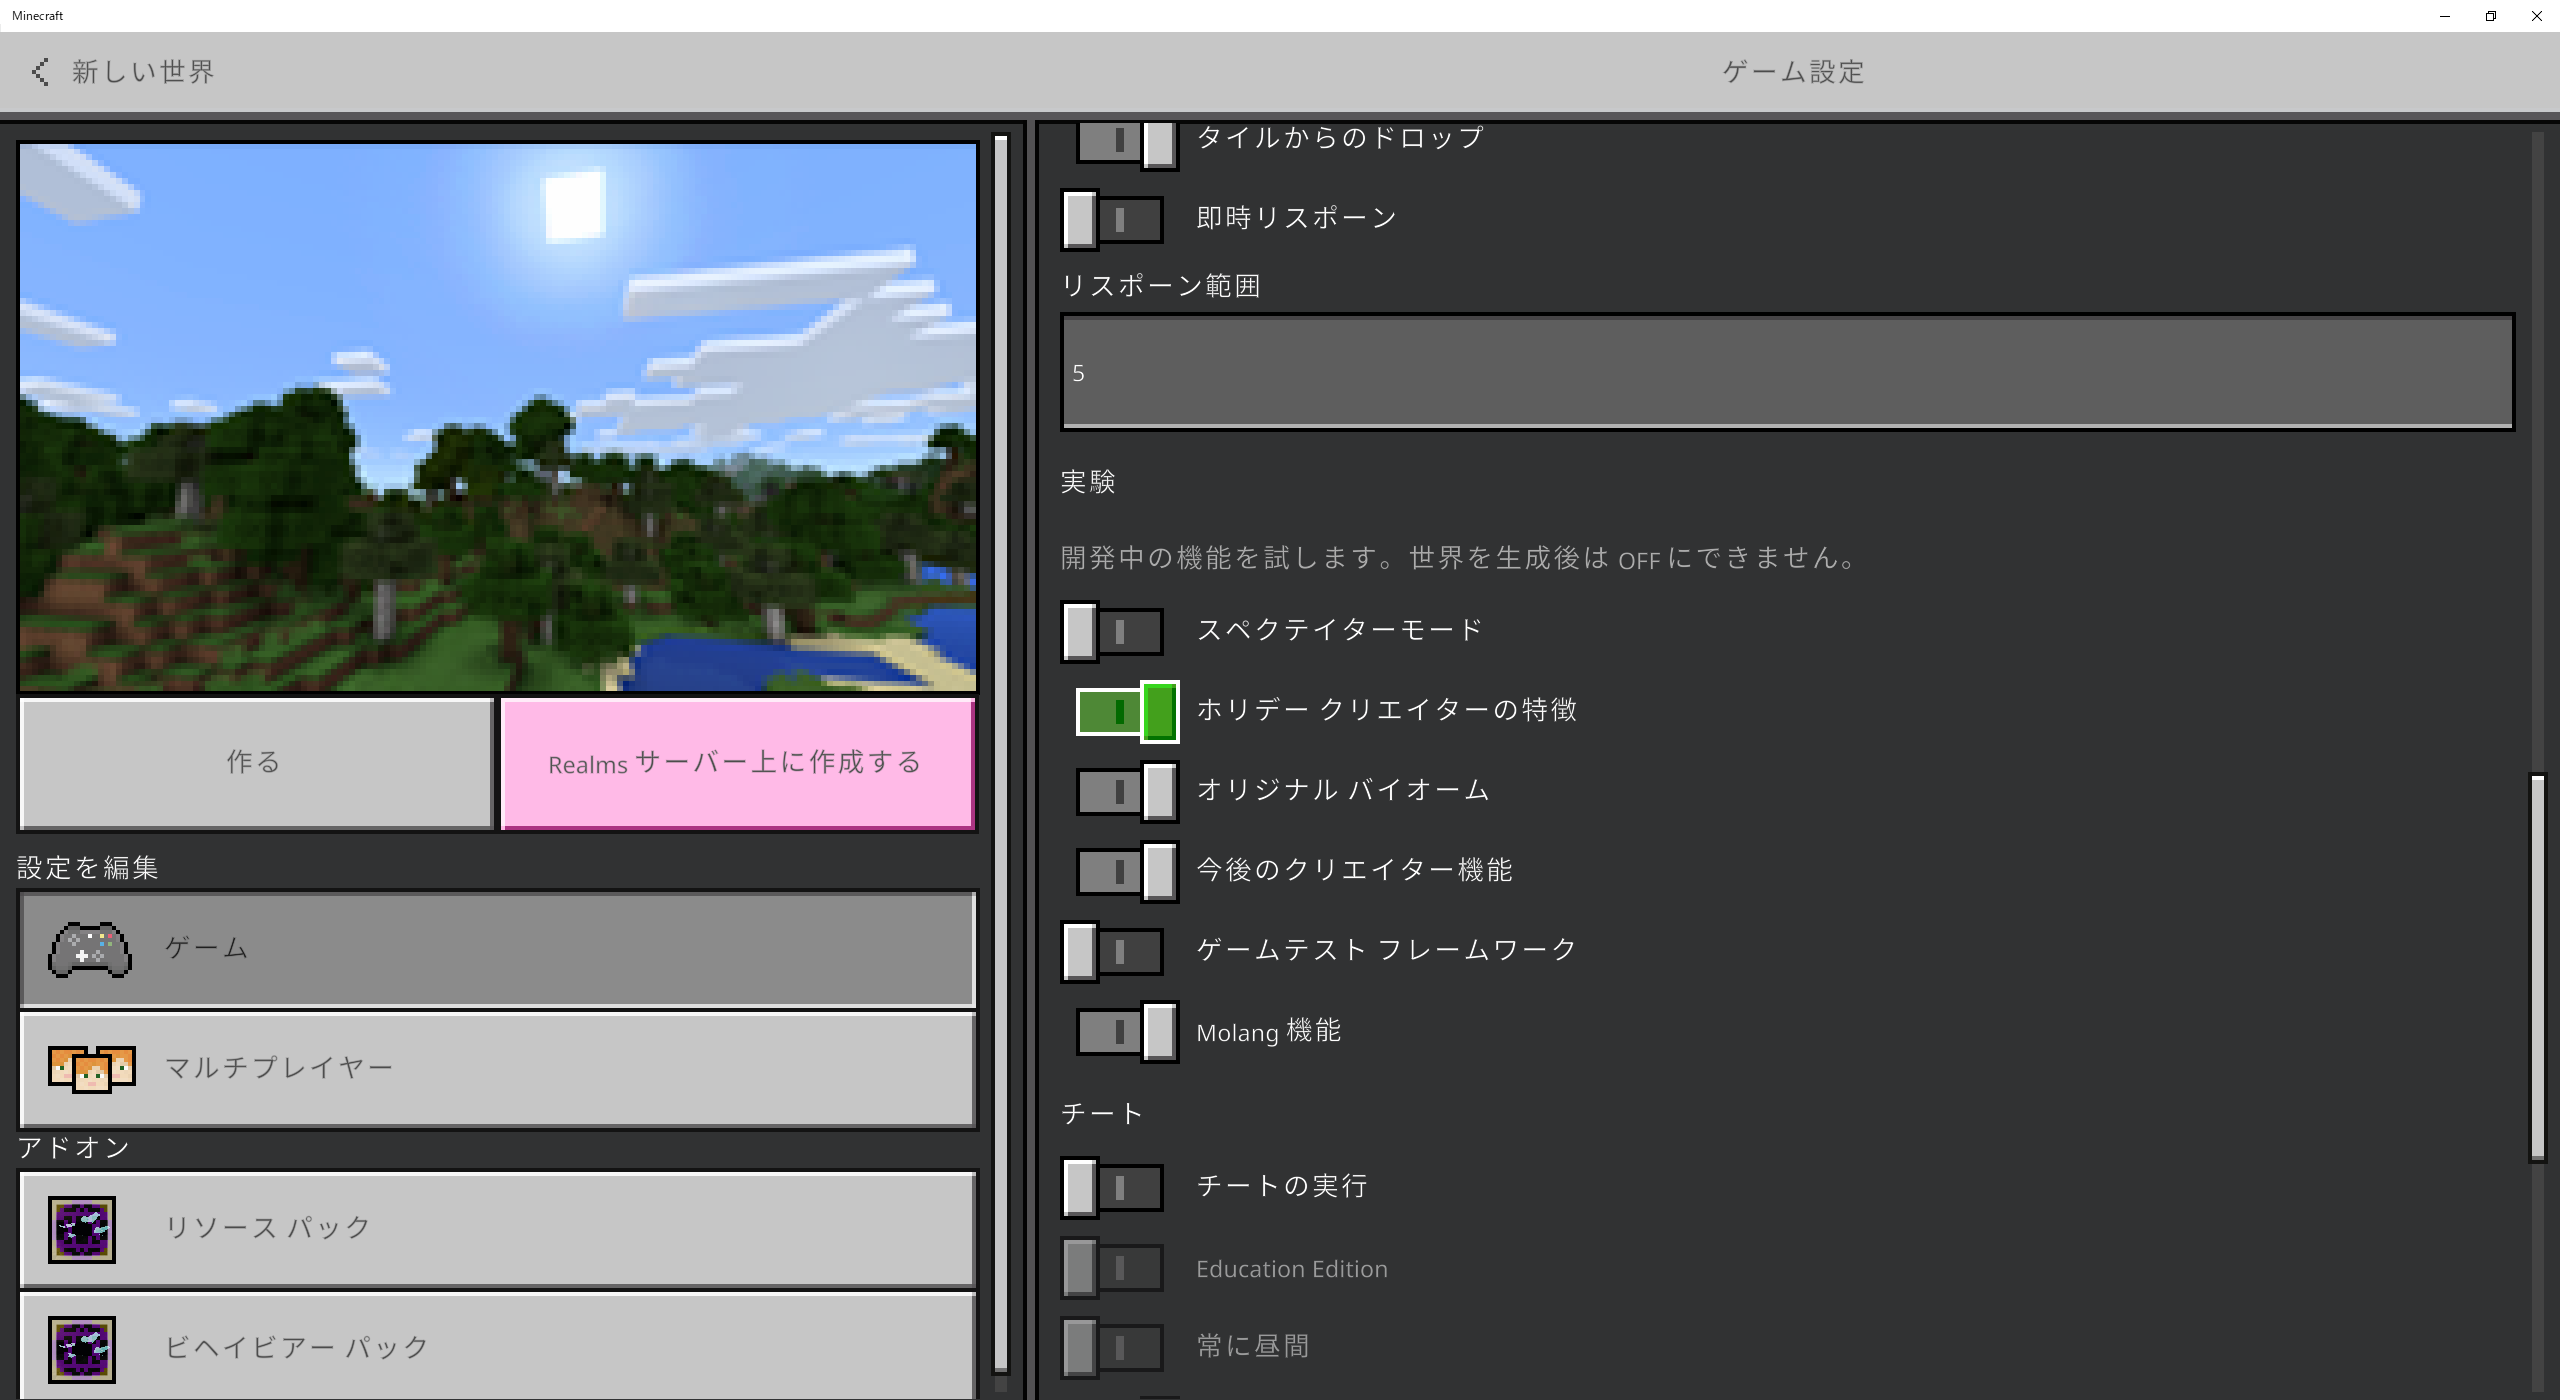 Minecraft
新しい世界
ゲーム設定
作る
Realms サーバー上に作成する
設定を編集
ゲーム
マルチプレイヤー
アドオン
リソース パック
ビヘイビアー パック
タイルからのドロップ
即時リスポーン
リスポーン範囲
5
実験
開発中の機能を試します。世界を生成後は OFF にできません。
スペクテイターモード
ホリデー クリエイターの特徴
オリジナル バイオーム
今後のクリエイター機能
ゲームテスト フレームワーク
Molang 機能
チート
チートの実行
Education Edition
常に昼間